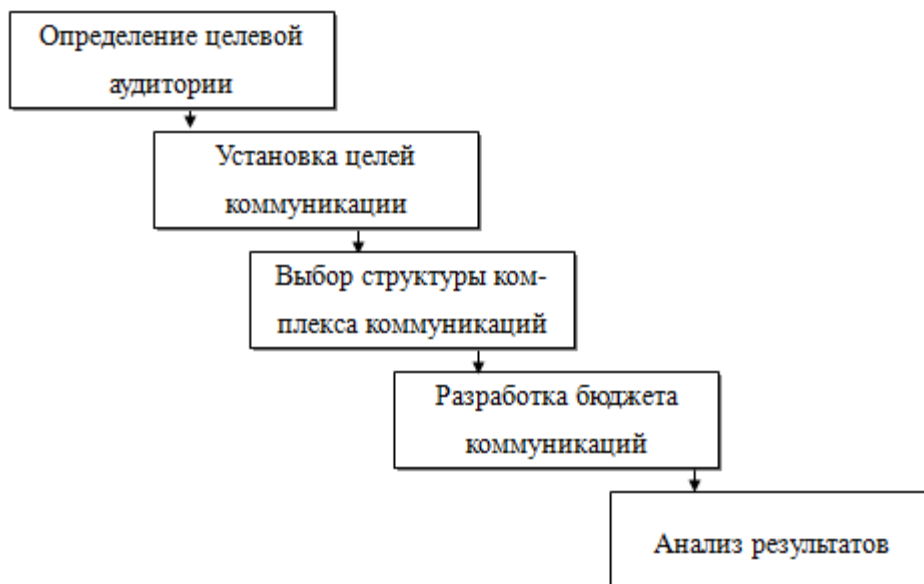 Определение целевой
аудитории
Установка целей
коммуникации
Выбор структуры ком-
плекса коммуникаций
Разработка бюджета
коммуникаций
Анализ результатов